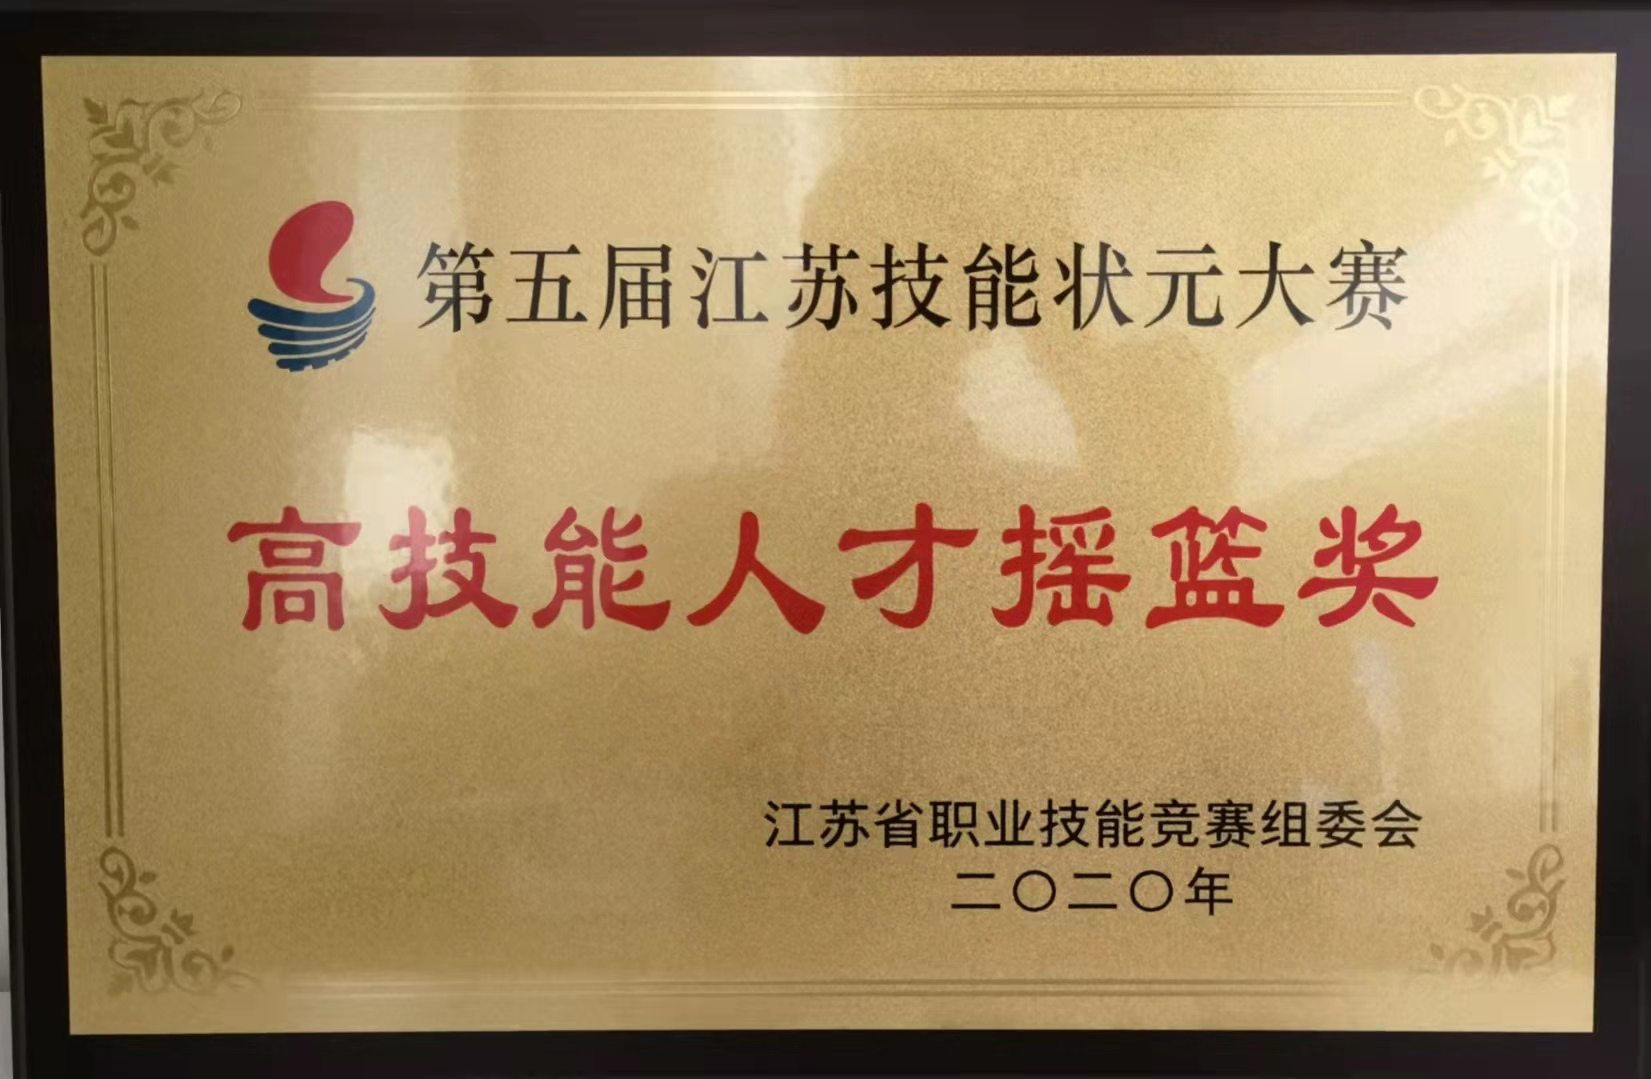 第五届江苏技能状元大赛
高技能人才摇篮奖
江苏省职业技能竞赛组委会
二〇二〇年